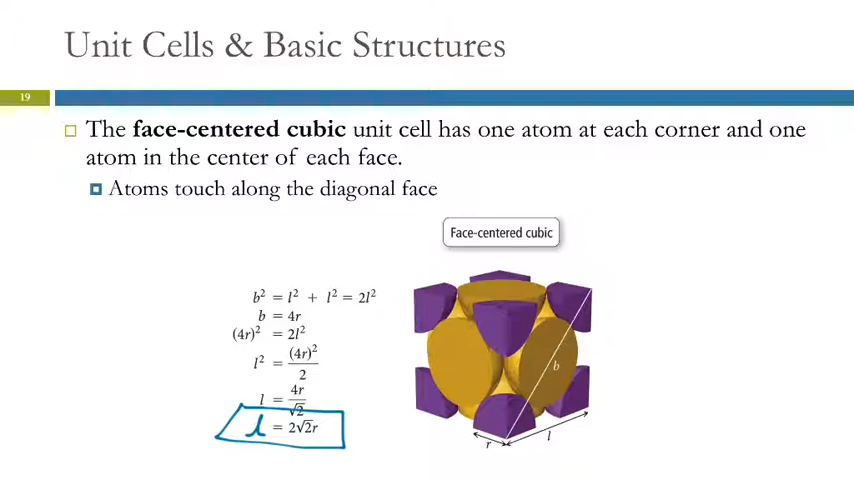 Unit Cells & Basic Structures
19
The face-centered cubic unit cell has one atom at each corner and one
atom in the center of each face.
Atoms touch along the diagonal face
Face-centered cubic
b² = l² + l² = 2l²
b = 4r
(4r)² = 2l²
l² = (4r)²/2
l = 4r/√2
l = 2√2r
b
r
l